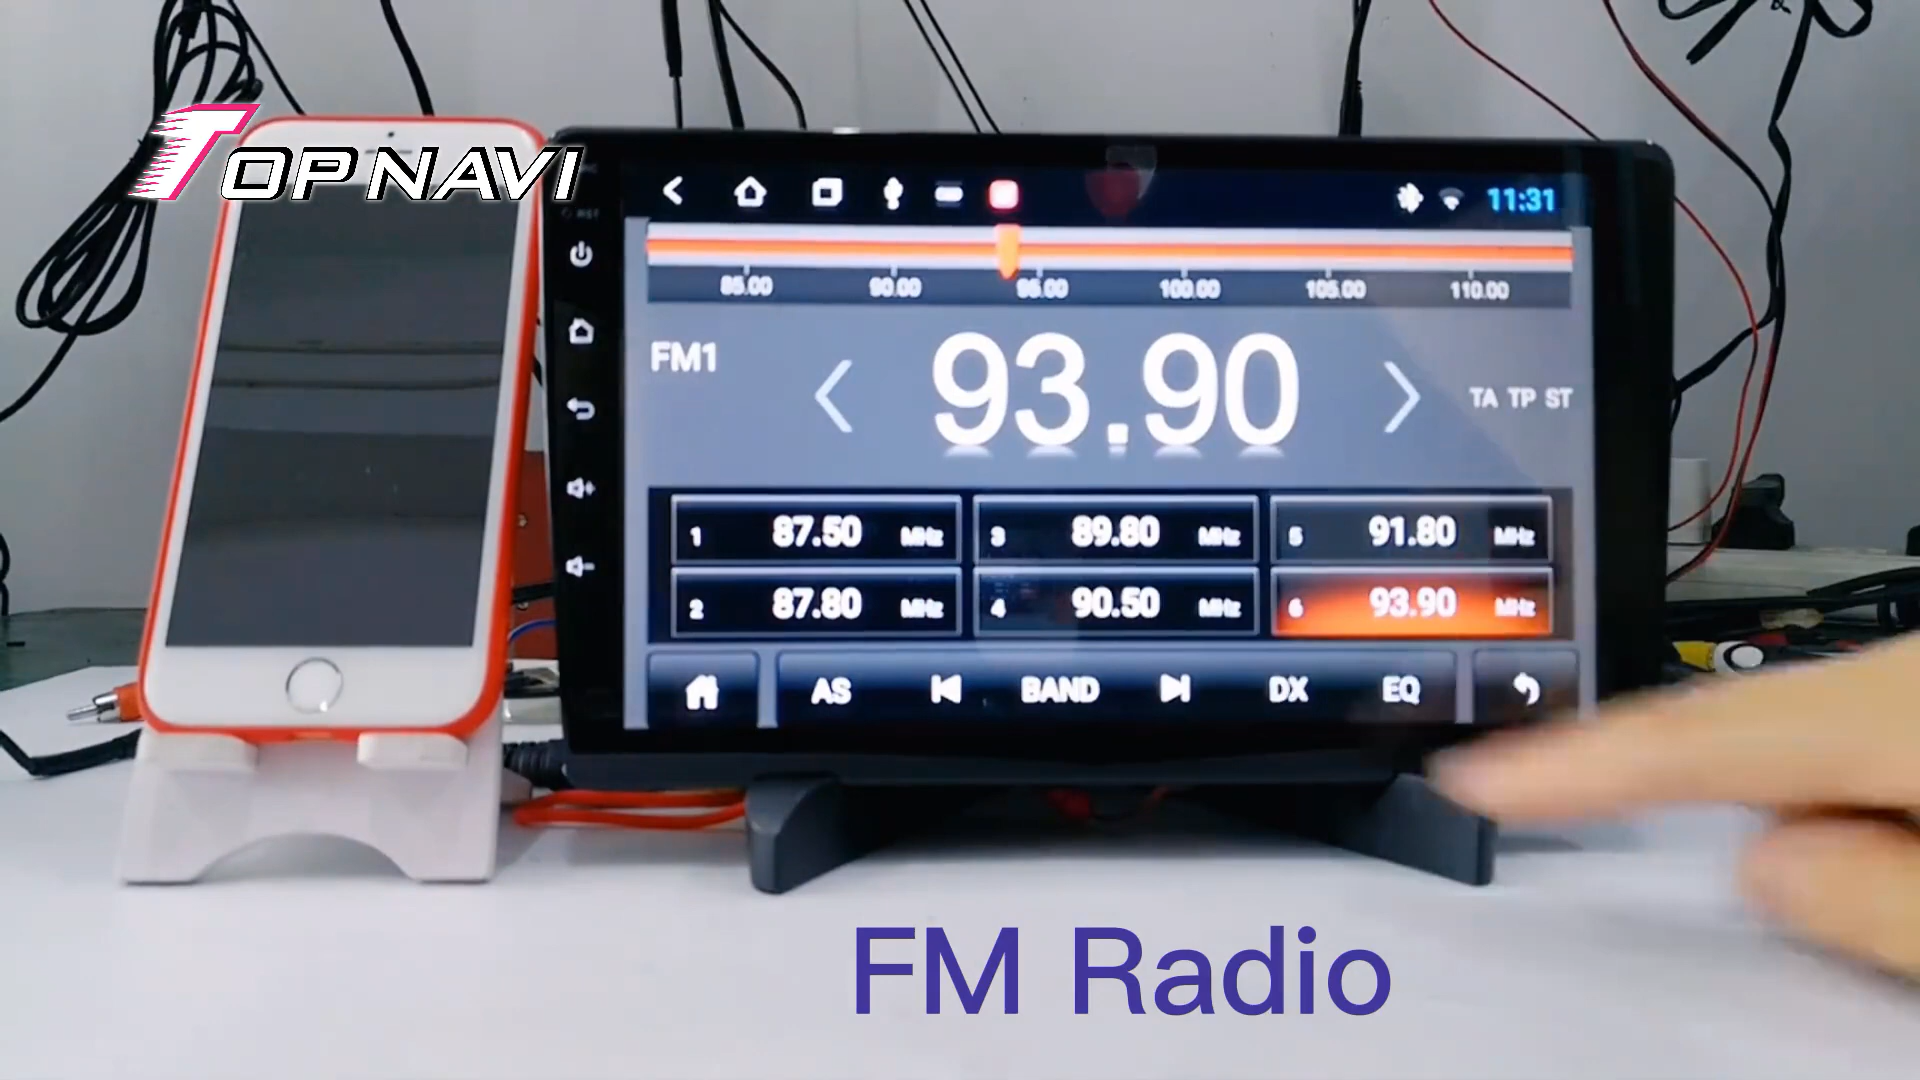 TOPNAVI
RST
11:31
85.00 90.00 95.00 100.00 105.00 110.00
FM1
93.90
TA TP ST
1 87.50 MHz
3 89.80 MHz
5 91.80 MHz
2 87.80 MHz
4 90.50 MHz
6 93.90 MHz
AS BAND DX EQ
FM Radio